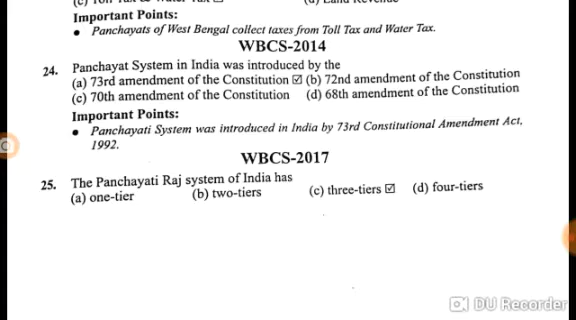 Important Points:
• Panchayats of West Bengal collect taxes from Toll Tax and Water Tax.
WBCS-2014
24. Panchayat System in India was introduced by the
(a) 73rd amendment of the Constitution ☑ (b) 72nd amendment of the Constitution
(c) 70th amendment of the Constitution (d) 68th amendment of the Constitution
Important Points:
• Panchayati System was introduced in India by 73rd Constitutional Amendment Act,
1992.
WBCS-2017
25. The Panchayati Raj system of India has
(a) one-tier (b) two-tiers (c) three-tiers ☑ (d) four-tiers
DU Recorder